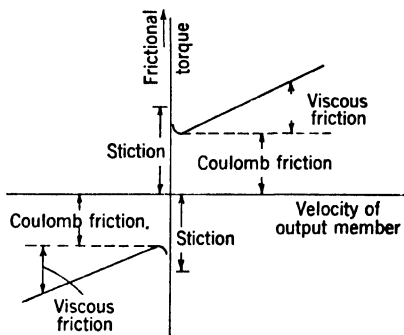 Frictional
torque
Viscous
friction
Stiction
Coulomb friction
Velocity of
output member
Coulomb friction.
Stiction
Viscous
friction